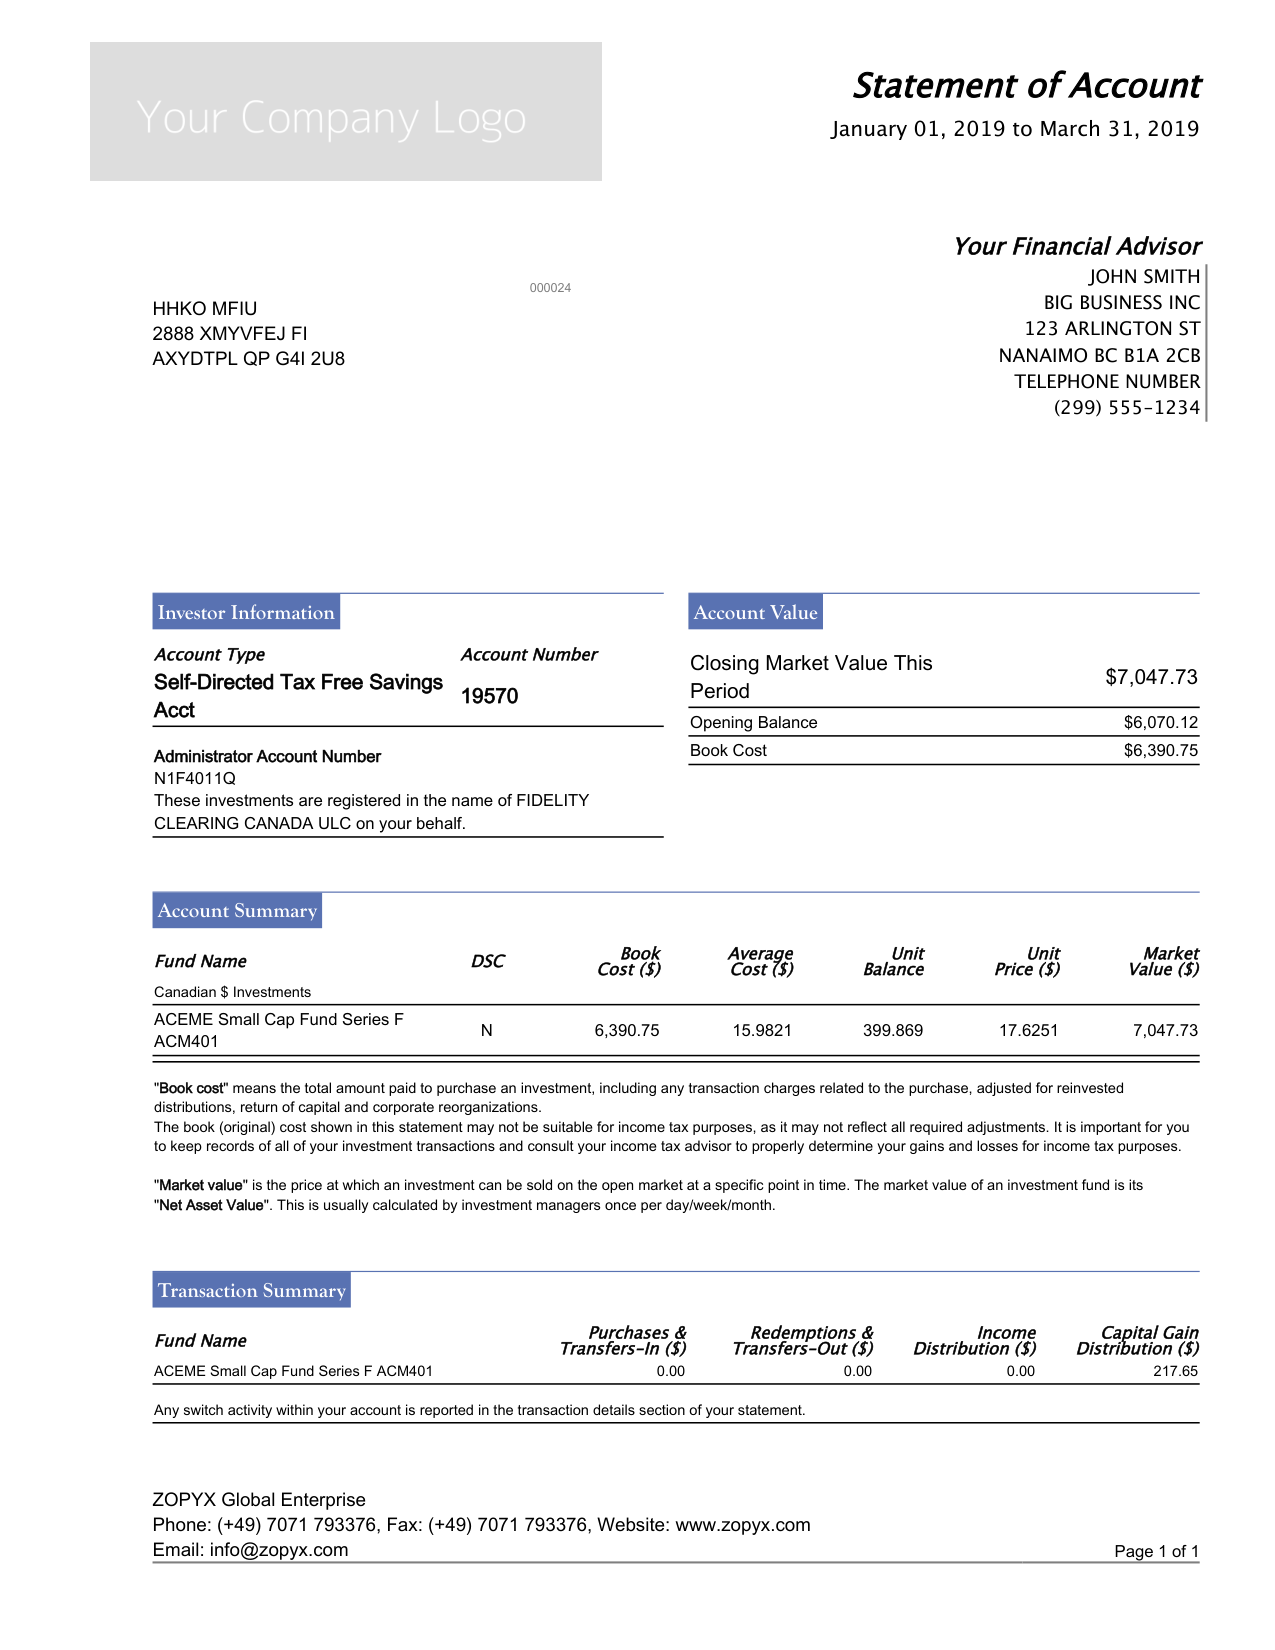 Your Company Logo
Statement of Account
January 01, 2019 to March 31, 2019
Your Financial Advisor
JOHN SMITH
BIG BUSINESS INC
123 ARLINGTON ST
NANAIMO BC B1A 2CB
TELEPHONE NUMBER
(299) 555-1234
000024
HHKO MFIU
2888 XMYVFEJ FI
AXYDTPL QP G4I 2U8
Investor Information
Account Type Account Number
Self-Directed Tax Free Savings
Acct
19570
Administrator Account Number
N1F4011Q
These investments are registered in the name of FIDELITY
CLEARING CANADA ULC on your behalf.
Account Value
Closing Market Value This
Period
$7,047.73
Opening Balance $6,070.12
Book Cost $6,390.75
Account Summary
Fund Name DSC Book Cost ($) Average Cost ($) Unit Balance Unit Price ($) Market Value ($)
Canadian $ Investments
ACEME Small Cap Fund Series F
ACM401
N 6,390.75 15.9821 399.869 17.6251 7,047.73
"Book cost" means the total amount paid to purchase an investment, including any transaction charges related to the purchase, adjusted for reinvested
distributions, return of capital and corporate reorganizations.
The book (original) cost shown in this statement may not be suitable for income tax purposes, as it may not reflect all required adjustments. It is important for you
to keep records of all of your investment transactions and consult your income tax advisor to properly determine your gains and losses for income tax purposes.
"Market value" is the price at which an investment can be sold on the open market at a specific point in time. The market value of an investment fund is its
"Net Asset Value". This is usually calculated by investment managers once per day/week/month.
Transaction Summary
Fund Name Purchases & Transfers-In ($) Redemptions & Transfers-Out ($) Income Distribution ($) Capital Gain Distribution ($)
ACEME Small Cap Fund Series F ACM401 0.00 0.00 0.00 217.65
Any switch activity within your account is reported in the transaction details section of your statement.
ZOPYX Global Enterprise
Phone: (+49) 7071 793376, Fax: (+49) 7071 793376, Website: www.zopyx.com
Email: info@zopyx.com
Page 1 of 1